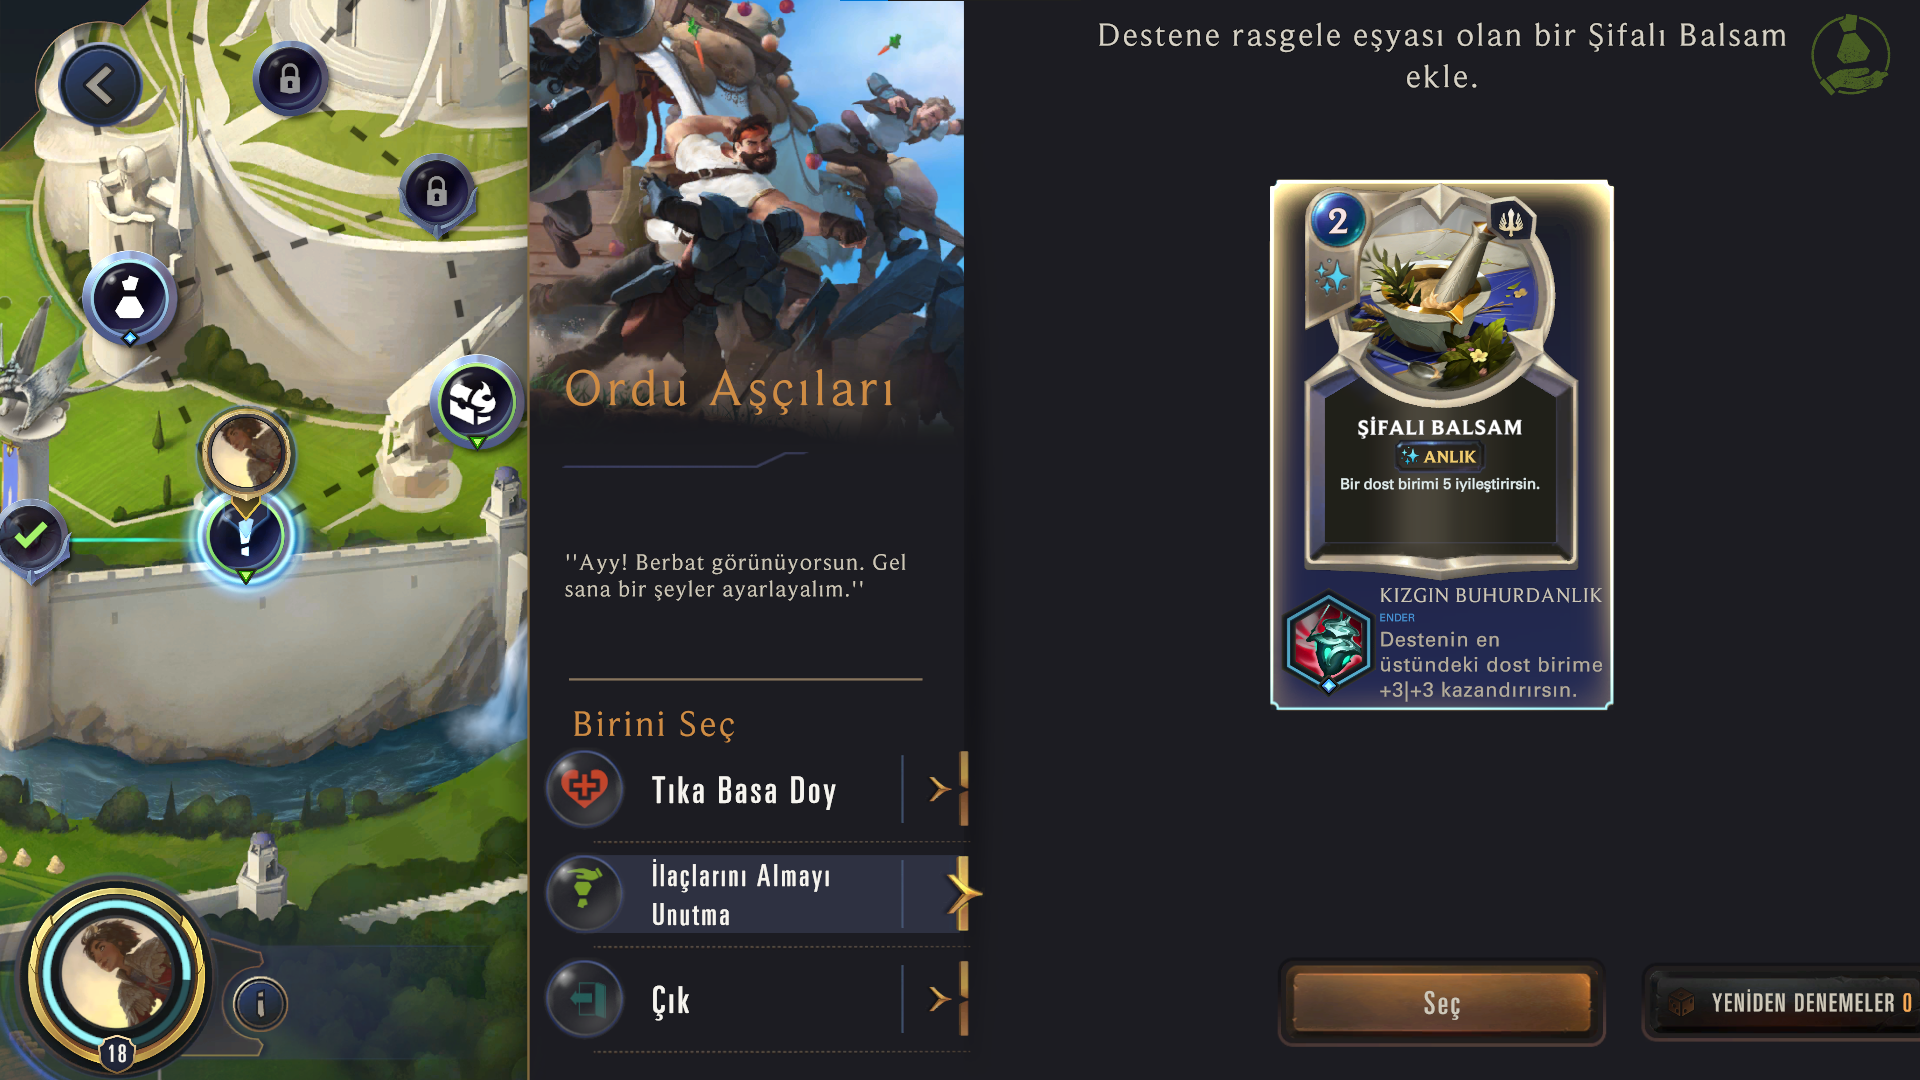 Destene rasgele eşyası olan bir Şifalı Balsam
ekle.
2
ŞİFALI BALSAM
ANLIK
Bir dost birimi 5 iyileştirirsin.
KIZGIN BUHURDANLIK
ENDER
Destenin en
üstündeki dost birime
+3|+3 kazandırırsın.
Ordu Aşçıları
''Ayy! Berbat görünüyorsun. Gel
sana bir şeyler ayarlayalım.''
Birini Seç
Tıka Basa Doy
İlaçlarını Almayı
Unutma
Çık
18
Seç
YENİDEN DENEMELER 0